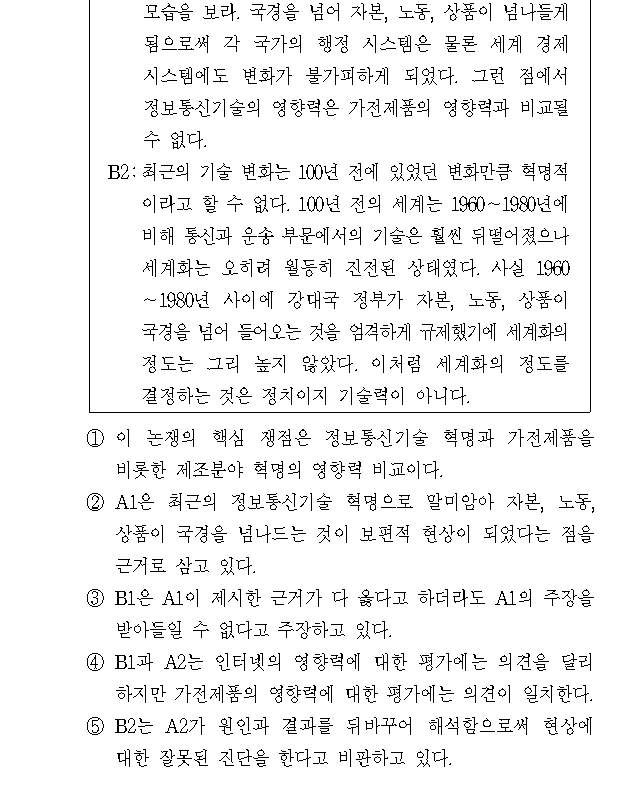 모습을 보라. 국경을 넘어 자본, 노동, 상품이 넘나들게
됨으로써 각 국가의 행정 시스템은 물론 세계 경제
시스템에도 변화가 불가피하게 되었다. 그런 점에서
정보통신기술의 영향력은 가전제품의 영향력과 비교될
수 없다.
B2: 최근의 기술 변화는 100년 전에 있었던 변화만큼 혁명적
이라고 할 수 없다. 100년 전의 세계는 1960∼1980년에
비해 통신과 운송 부문에서의 기술은 훨씬 뒤떨어졌으나
세계화는 오히려 월등히 진전된 상태였다. 사실 1960
∼1980년 사이에 강대국 정부가 자본, 노동, 상품이
국경을 넘어 들어오는 것을 엄격하게 규제했기에 세계화의
정도는 그리 높지 않았다. 이처럼 세계화의 정도를
결정하는 것은 정치이지 기술력이 아니다.
① 이 논쟁의 핵심 쟁점은 정보통신기술 혁명과 가전제품을
비롯한 제조분야 혁명의 영향력 비교이다.
② A1은 최근의 정보통신기술 혁명으로 말미암아 자본, 노동,
상품이 국경을 넘나드는 것이 보편적 현상이 되었다는 점을
근거로 삼고 있다.
③ B1은 A1이 제시한 근거가 다 옳다고 하더라도 A1의 주장을
받아들일 수 없다고 주장하고 있다.
④ B1과 A2는 인터넷의 영향력에 대한 평가에는 의견을 달리
하지만 가전제품의 영향력에 대한 평가에는 의견이 일치한다.
⑤ B2는 A2가 원인과 결과를 뒤바꾸어 해석함으로써 현상에
대한 잘못된 진단을 한다고 비판하고 있다.